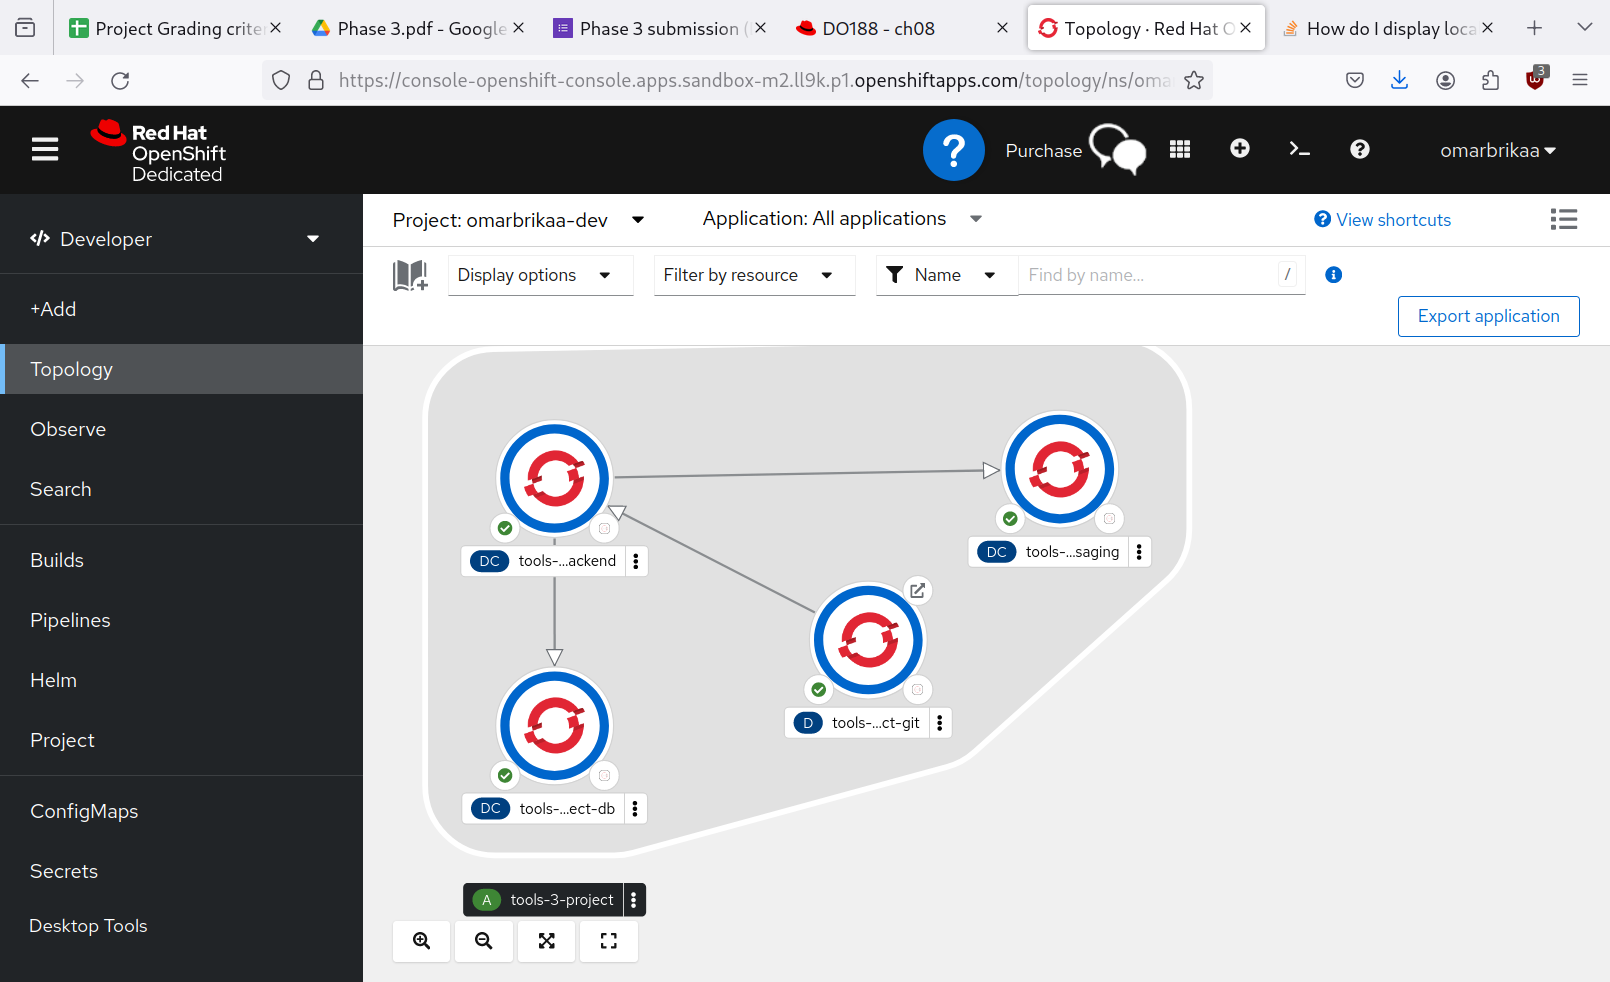 Project Grading crite
Phase 3.pdf - Google
Phase 3 submission (
DO188 - ch08
Topology · Red Hat O
How do I display loca
https://console-openshift-console.apps.sandbox-m2.ll9k.p1.openshiftapps.com/topology/ns/oma
3
Red Hat
OpenShift
Dedicated
?
Purchase
?
omarbrikaa
Developer
+Add
Topology
Observe
Search
Builds
Pipelines
Helm
Project
ConfigMaps
Secrets
Desktop Tools
Project: omarbrikaa-dev
Application: All applications
? View shortcuts
Display options
Filter by resource
Name
Find by name...
/
i
Export application
DC tools-...ackend
DC tools-...saging
D tools-...ct-git
DC tools-...ect-db
A tools-3-project